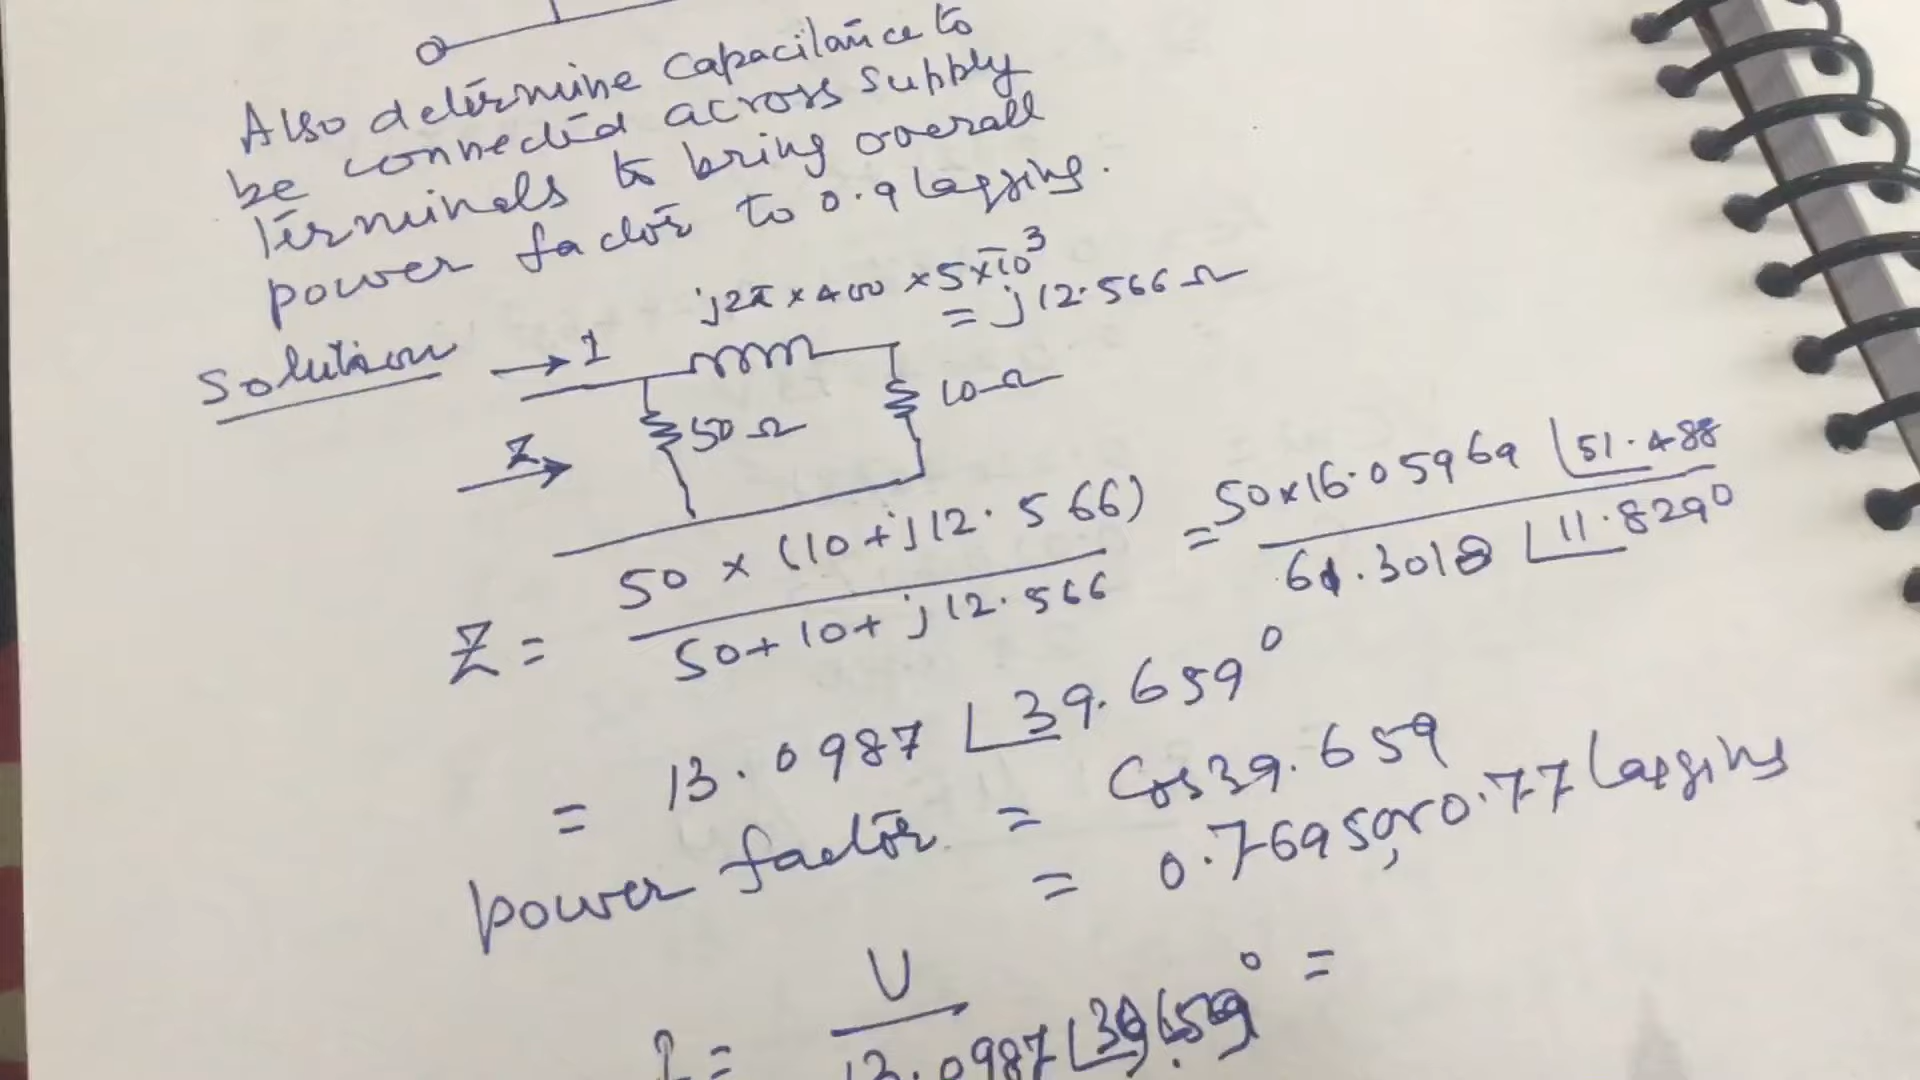 Also determine capacitance to
be connected across supply
terminals to bring overall
power factor to 0.9 lagging.
Solution
→ I
j2π × 400 × 5×10⁻³
= j12.566 Ω
50 Ω
10 Ω
Z →
Z = 50 × (10 + j12.566) / 50 + 10 + j12.566 = 50×16.05969 ∠51.488 / 61.3018 ∠11.829°
= 13.0987 ∠39.659°
power factor = Cos 39.659
= 0.7695, or 0.77 lagging
I = U / 13.0987 ∠39.659° =